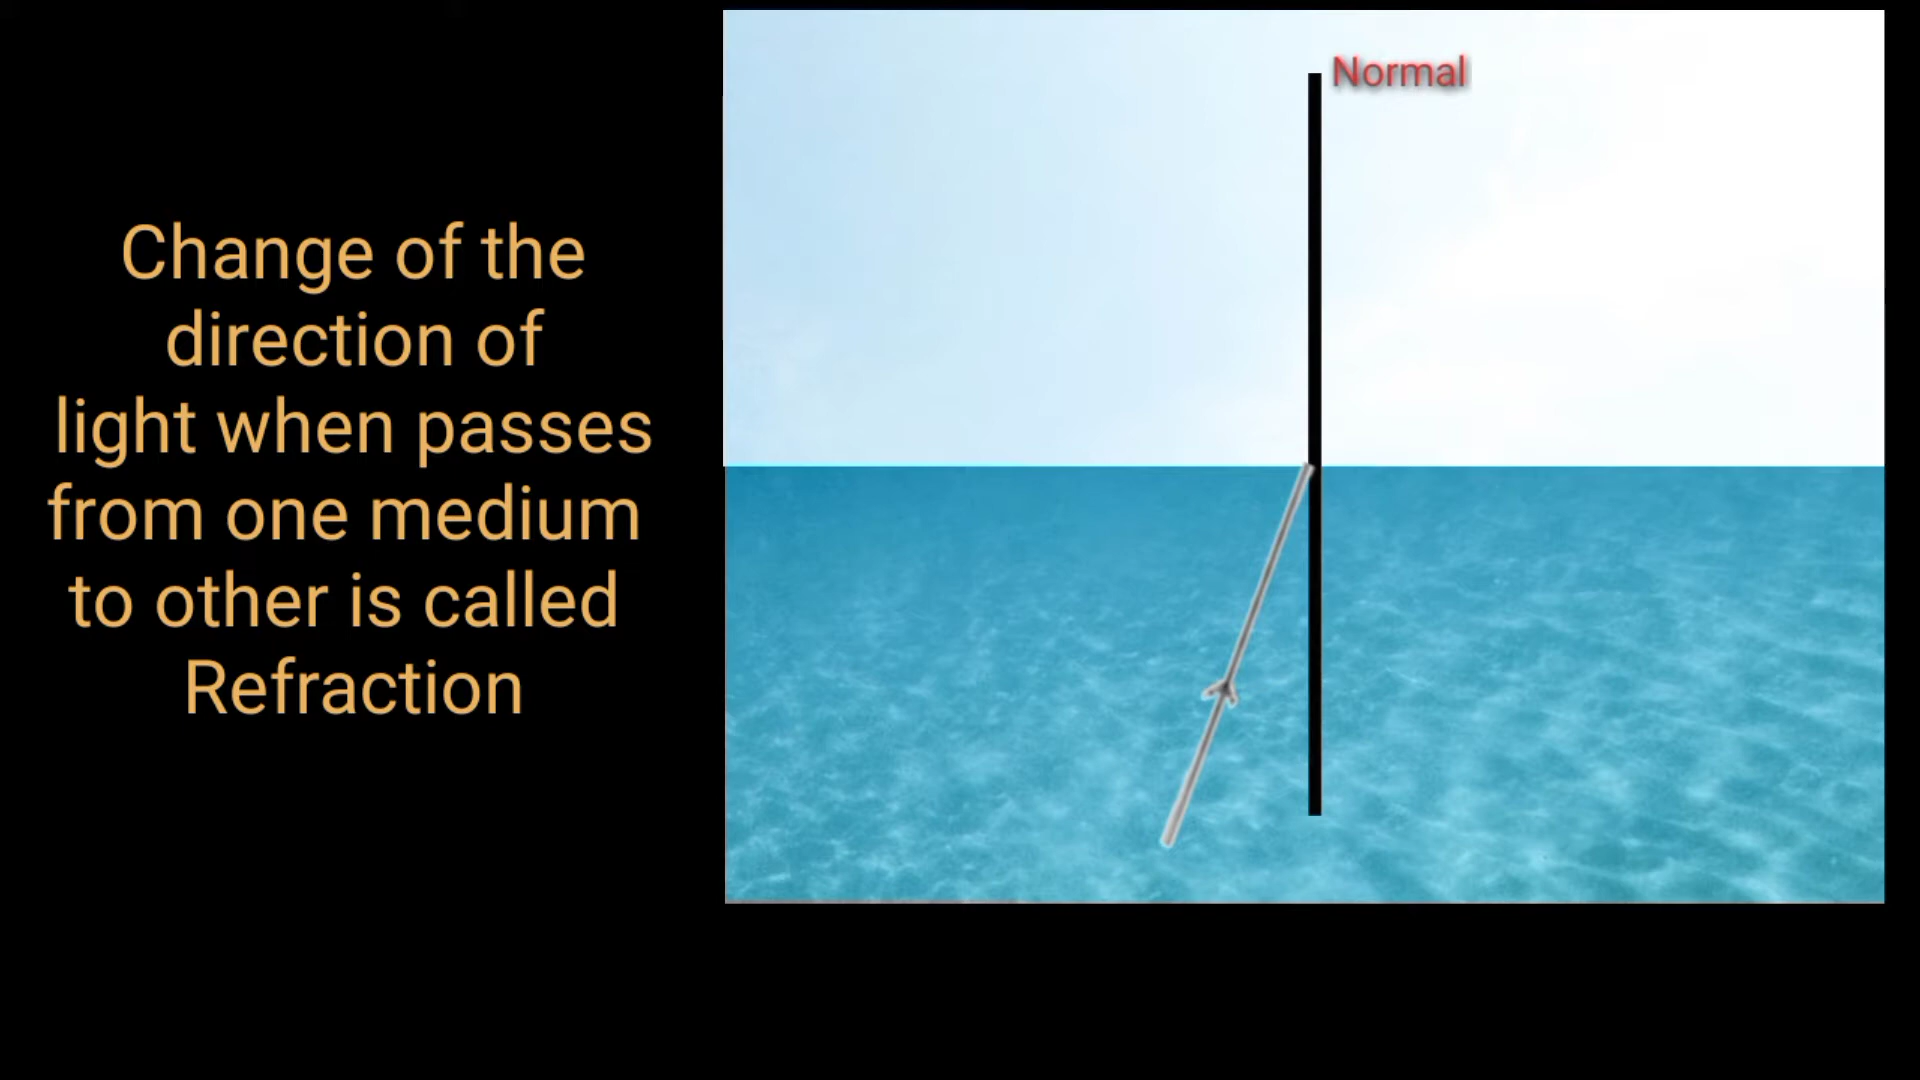 Change of the
direction of
light when passes
from one medium
to other is called
Refraction
Normal